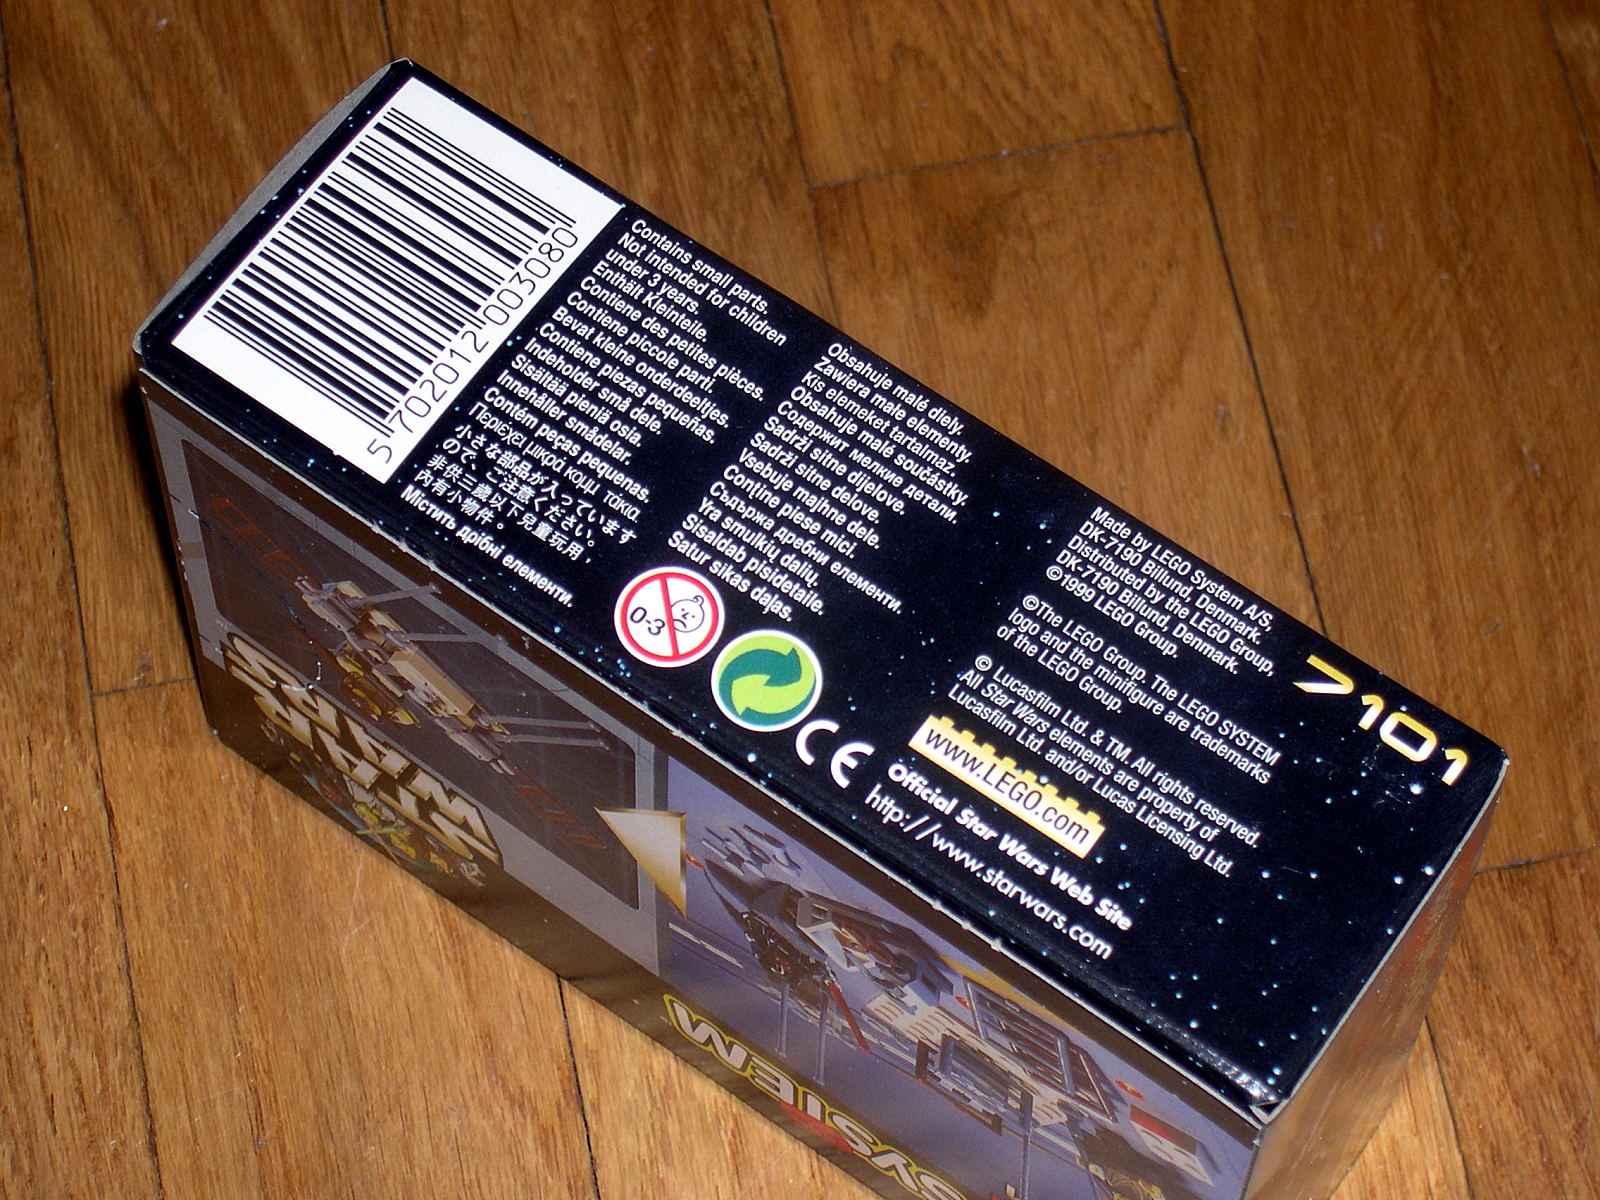 5 702012 003080
Contains small parts.
Not intended for children
under 3 years.
Enthält Kleinteile.
Contient des petites pièces.
Contiene piccole parti.
Bevat kleine onderdeeltjes.
Contiene piezas pequeñas.
Indeholder små dele.
Sisältää pieniä osia.
Innehåller smådelar.
Contém peças pequenas.
Περιέχει μικρά κομμάτια
小さな部品が入っています
ので、ご注意ください。
非供三歳以下兒童玩用,
內有小物件。
Містить дрібні елементи.
Obsahuje malé díely.
Zawiera małe elementy.
Kis elemeket tartalmaz.
Obsahuje malé součástky.
Содержит мелкие детали.
Sadrži sitne dijelove.
Sadrži sitne delove.
Vsebuje majhne dele.
Conţine piese mici.
Съдържа дребни елементи.
Yra smulkių dalių.
Sisaldab pisidetaile.
Satur sīkas daļas.
0-3
CE
Made by LEGO System A/S,
DK-7190 Billund, Denmark.
Distributed by the LEGO Group,
DK-7190 Billund, Denmark.
©1999 LEGO Group.
©The LEGO Group. The LEGO SYSTEM
logo and the minifigure are trademarks
of the LEGO Group.
© Lucasfilm Ltd. & TM. All rights reserved.
All Star Wars elements are property of
Lucasfilm Ltd. and/or Lucas Licensing Ltd.
www.LEGO.com
Official Star Wars Web Site
http://www.starwars.com
7101
STAR
WARS
SYSTEM